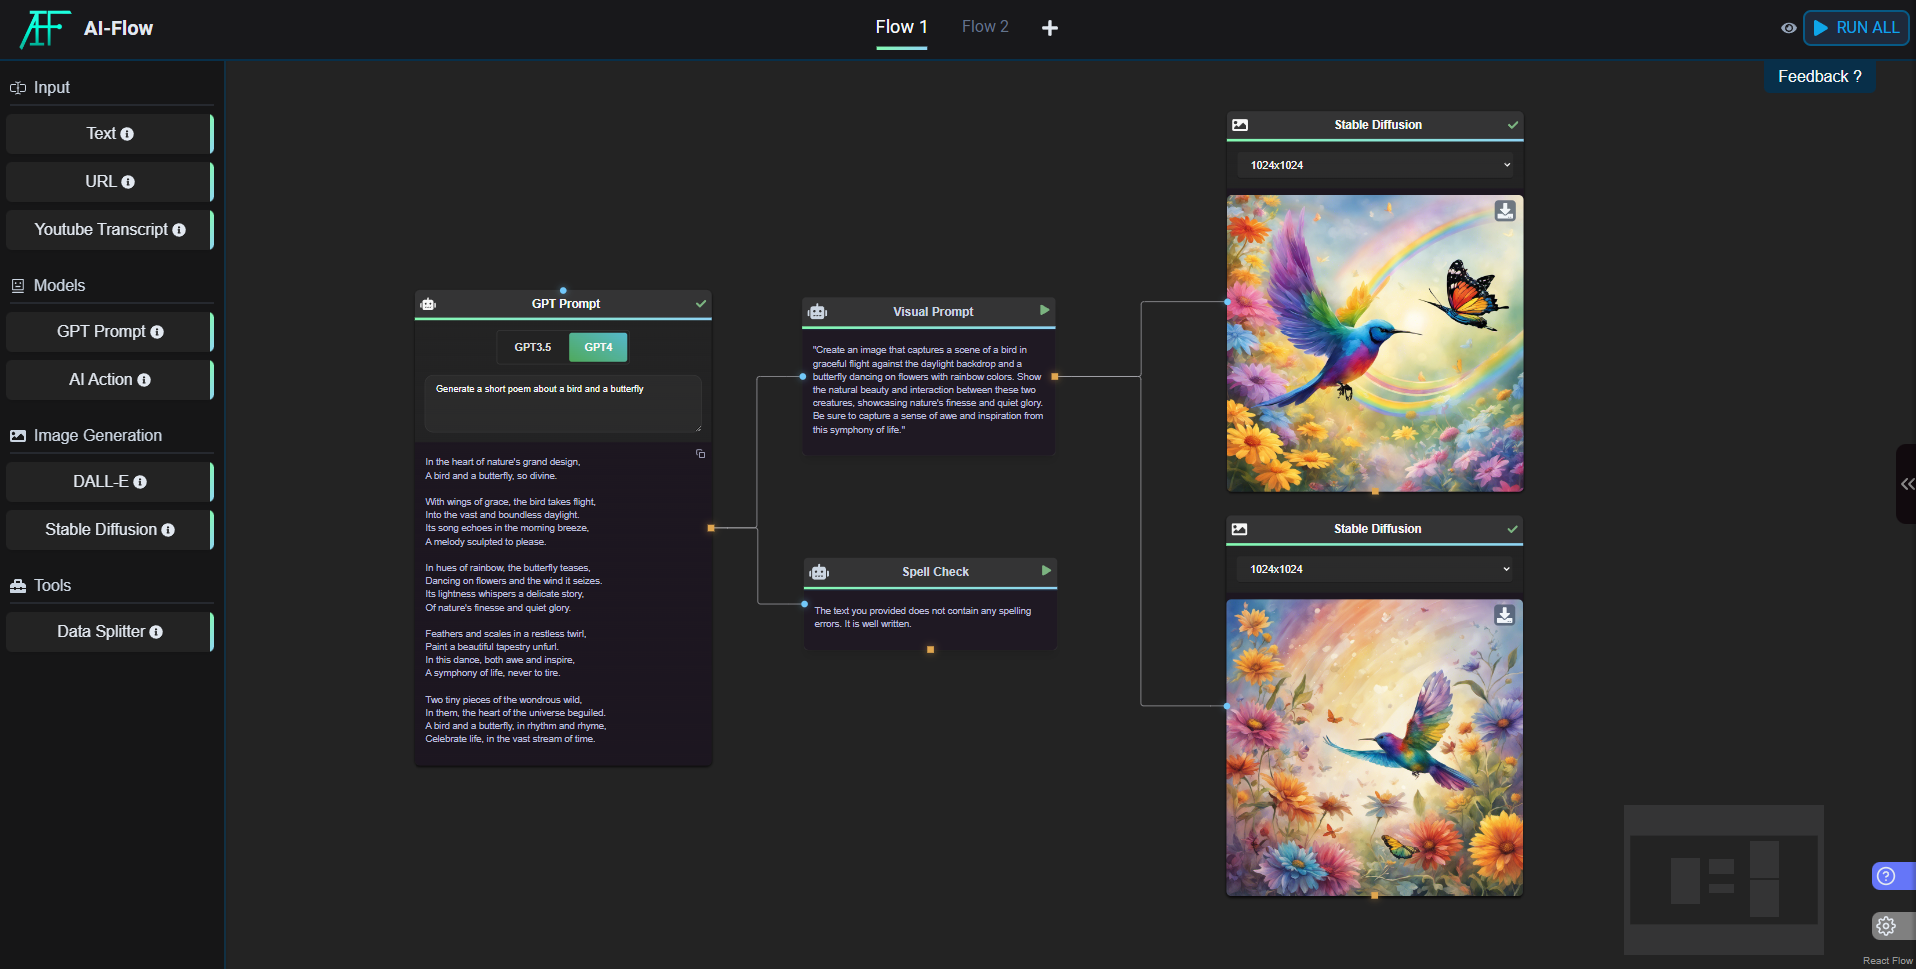 AI-Flow
Flow 1
Flow 2
RUN ALL
Feedback ?
Input
Text
URL
Youtube Transcript
Models
GPT Prompt
AI Action
Image Generation
DALL-E
Stable Diffusion
Tools
Data Splitter
GPT Prompt
GPT3.5
GPT4
Generate a short poem about a bird and a butterfly
In the heart of nature's grand design,
A bird and a butterfly, so divine.
With wings of grace, the bird takes flight,
Into the vast and boundless daylight.
Its song echoes in the morning breeze,
A melody sculpted to please.
In hues of rainbow, the butterfly teases,
Dancing on flowers and the wind it seizes.
Its lightness whispers a delicate story,
Of nature's finesse and quiet glory.
Feathers and scales in a restless twirl,
Paint a beautiful tapestry unfurl.
In this dance, both awe and inspire,
A symphony of life, never to tire.
Two tiny pieces of the wondrous wild,
In them, the heart of the universe beguiled.
A bird and a butterfly, in rhythm and rhyme,
Celebrate life, in the vast stream of time.
Visual Prompt
"Create an image that captures a scene of a bird in
graceful flight against the daylight backdrop and a
butterfly dancing on flowers with rainbow colors. Show
the natural beauty and interaction between these two
creatures, showcasing nature's finesse and quiet glory.
Be sure to capture a sense of awe and inspiration from
this symphony of life."
Spell Check
The text you provided does not contain any spelling
errors. It is well written.
Stable Diffusion
1024x1024
Stable Diffusion
1024x1024
React Flow